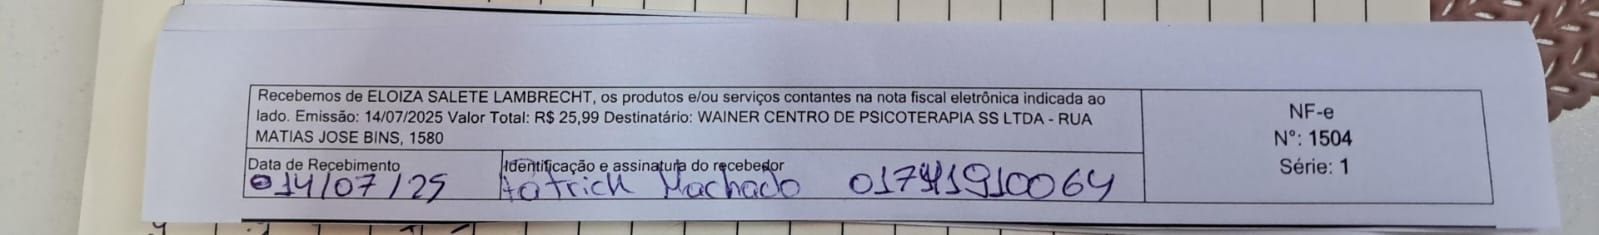 Recebemos de ELOIZA SALETE LAMBRECHT, os produtos e/ou serviços contantes na nota fiscal eletrônica indicada ao
lado. Emissão: 14/07/2025 Valor Total: R$ 25,99 Destinatário: WAINER CENTRO DE PSICOTERAPIA SS LTDA - RUA
MATIAS JOSE BINS, 1580
NF-e
Nº: 1504
Série: 1
Data de Recebimento
14/07/25
Identificação e assinatura do recebedor
Patrick Machado